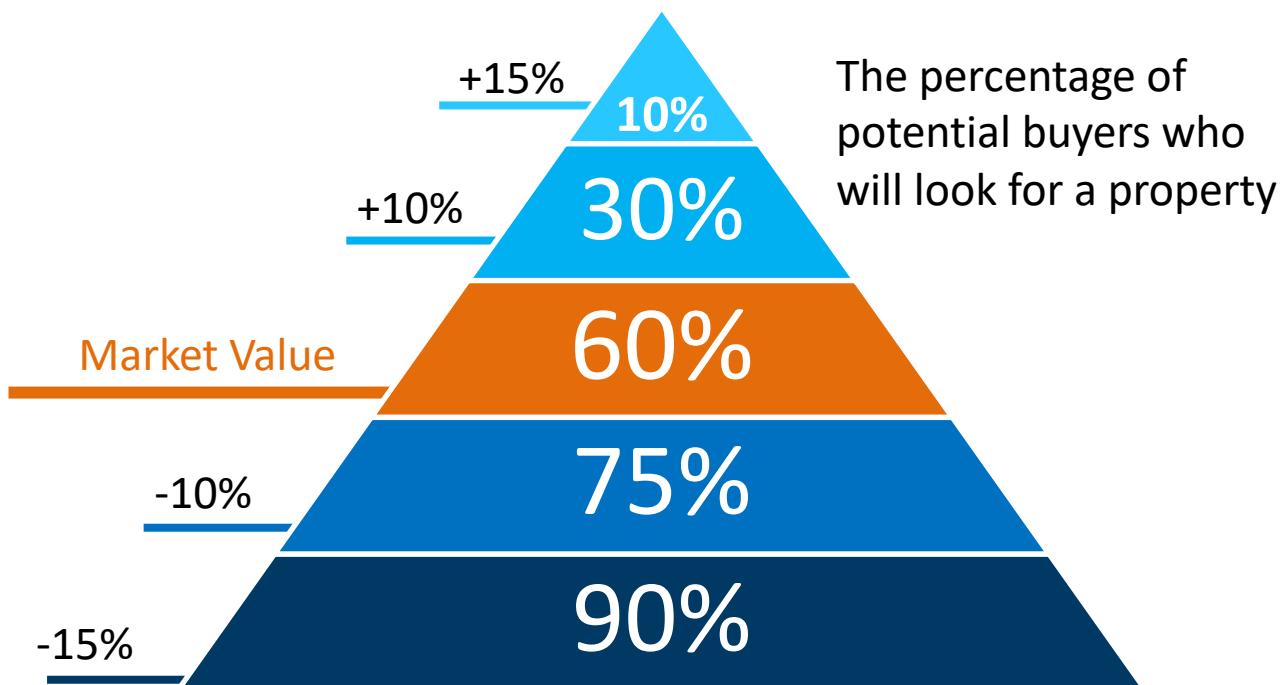 The percentage of
potential buyers who
will look for a property
+15%
10%
+10%
30%
Market Value
60%
-10%
75%
-15%
90%